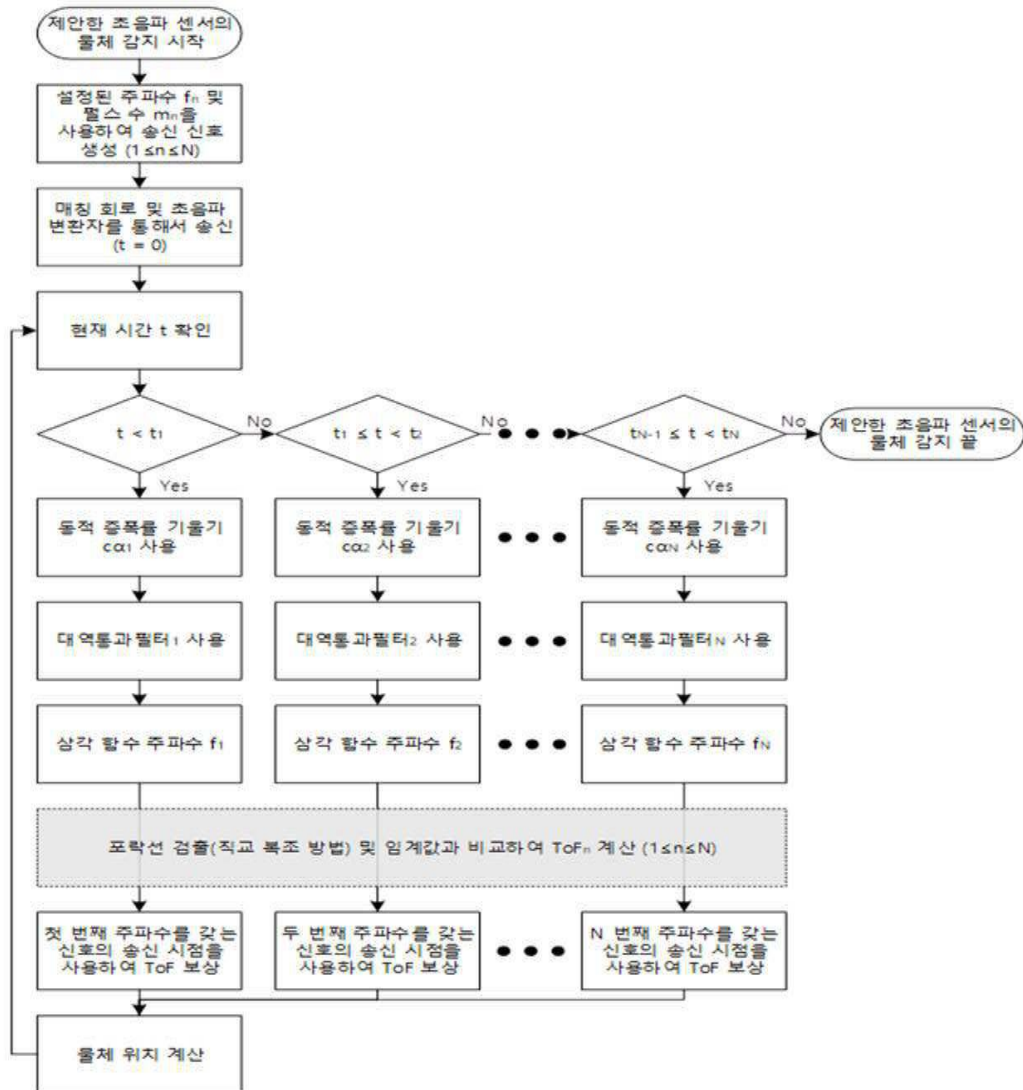 제안한 초음파 센서의
물체 감지 시작
설정된 주파수 fn 및
펄스 수 mn을
사용하여 송신 신호
생성 (1≤n≤N)
매칭 회로 및 초음파
변환자를 통해서 송신
(t = 0)
현재 시간 t 확인
t < t1
No
t1 ≤ t < t2
No
tN-1 ≤ t < tN
No
제안한 초음파 센서의
물체 감지 끝
Yes
Yes
Yes
동적 증폭률 기울기
cα1 사용
동적 증폭률 기울기
cα2 사용
동적 증폭률 기울기
cαN 사용
대역통과필터1 사용
대역통과필터2 사용
대역통과필터N 사용
삼각 함수 주파수 f1
삼각 함수 주파수 f2
삼각 함수 주파수 fN
포락선 검출(직교 복조 방법) 및 임계값과 비교하여 ToFn 계산 (1≤n≤N)
첫 번째 주파수를 갖는
신호의 송신 시점을
사용하여 ToF 보상
두 번째 주파수를 갖는
신호의 송신 시점을
사용하여 ToF 보상
N 번째 주파수를 갖는
신호의 송신 시점을
사용하여 ToF 보상
물체 위치 계산